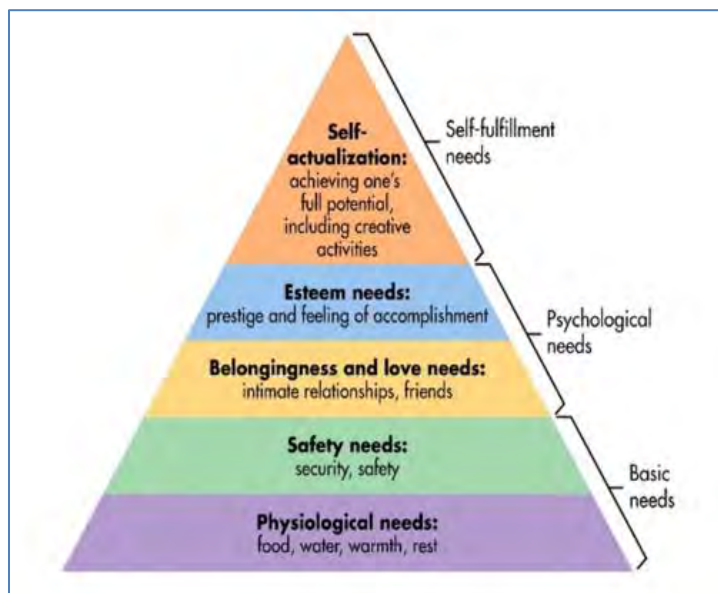 Self-
actualization:
achieving one's
full potential,
including creative
activities
Self-fulfillment
needs
Esteem needs:
prestige and feeling of accomplishment
Psychological
needs
Belongingness and love needs:
intimate relationships, friends
Safety needs:
security, safety
Basic
needs
Physiological needs:
food, water, warmth, rest